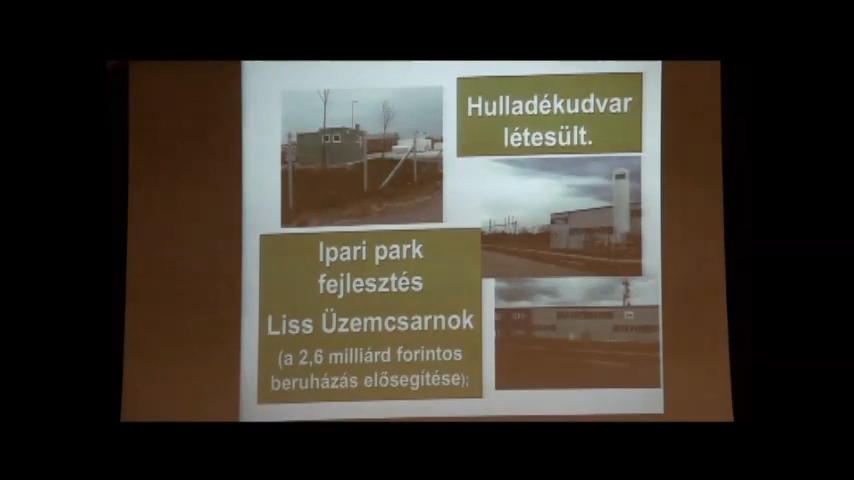 Hulladékudvar
létesült.
Ipari park
fejlesztés
Liss Üzemcsarnok
(a 2,6 milliárd forintos
beruházás elősegítése);